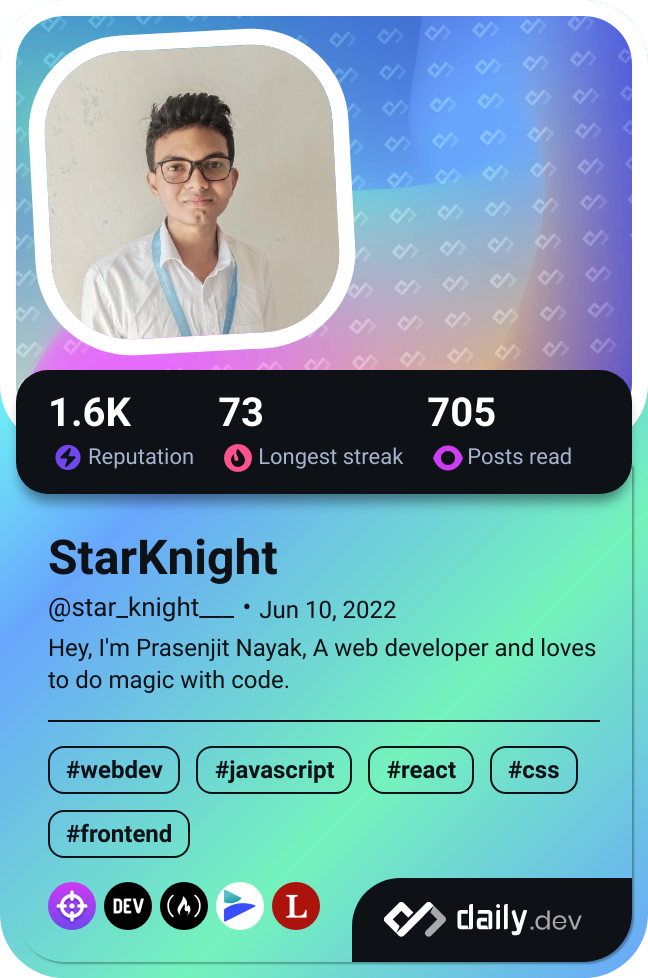 1.6K 73 705
Reputation Longest streak Posts read
StarKnight
@star_knight___ • Jun 10, 2022
Hey, I'm Prasenjit Nayak, A web developer and loves
to do magic with code.
#webdev #javascript #react #css
#frontend
DEV L daily.dev